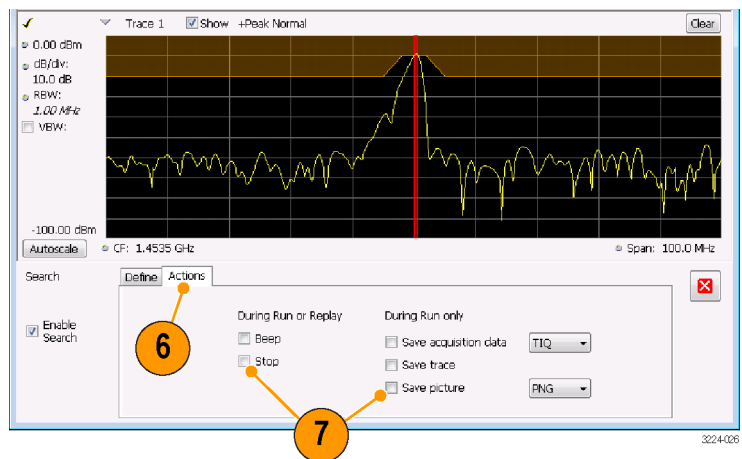 Trace 1 Show +Peak Normal Clear
0.00 dBm
dB/div:
10.0 dB
RBW:
1.00 MHz
VBW:
-100.00 dBm
Autoscale CF: 1.4535 GHz Span: 100.0 MHz
Search Define Actions
During Run or Replay During Run only
Enable
Search
Beep Save acquisition data TIQ
Stop Save trace
Save picture PNG
6
7
3224-026